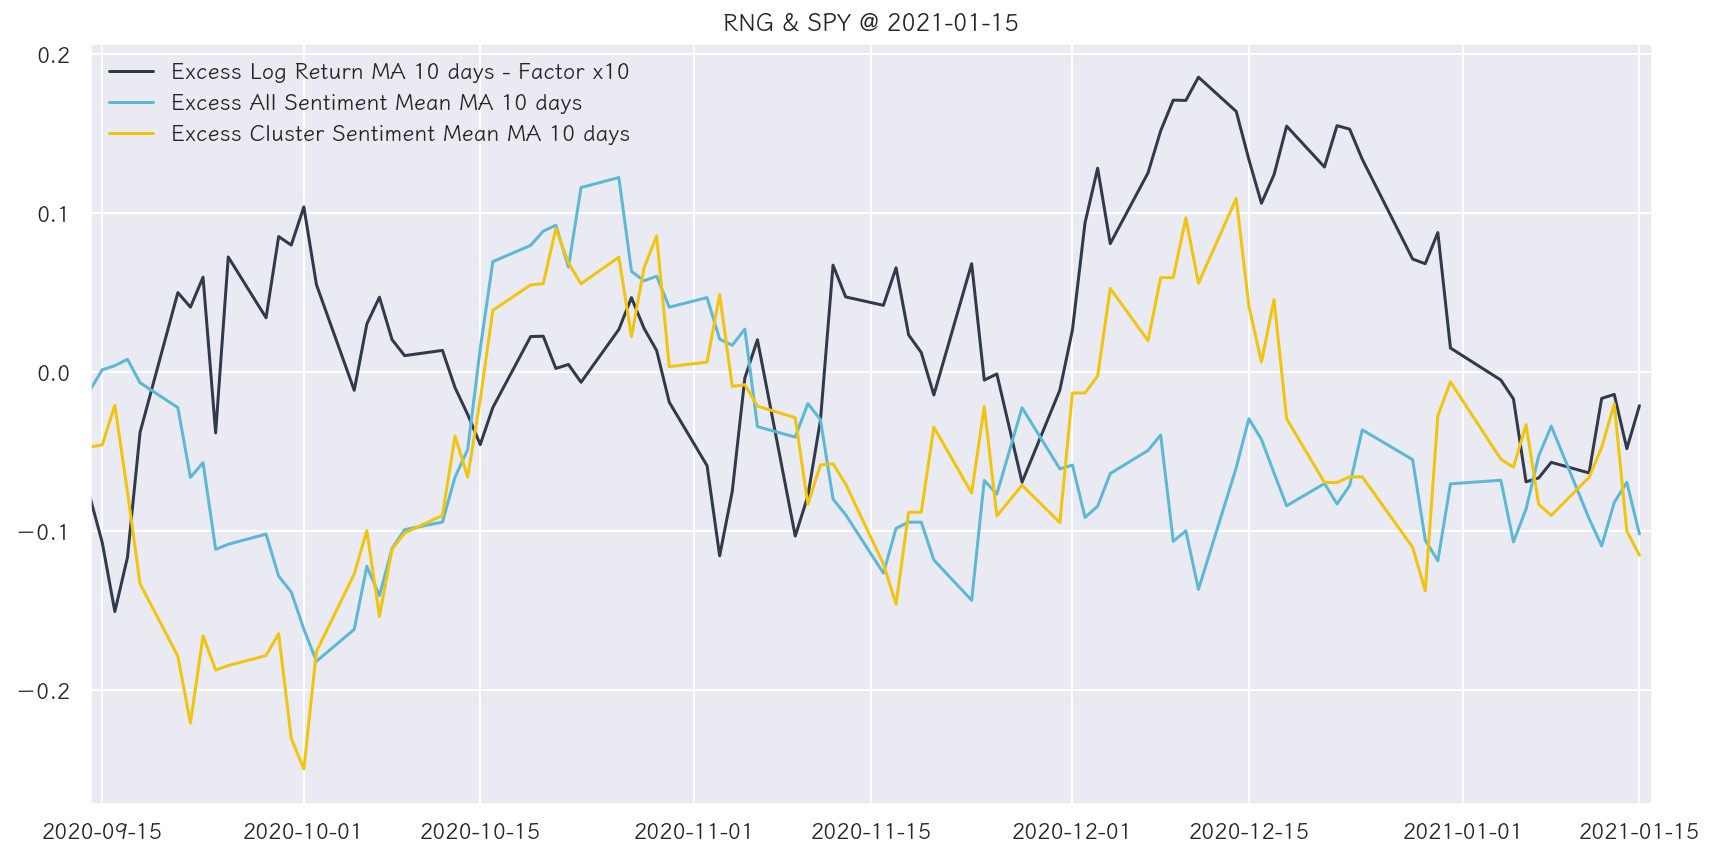 RNG & SPY @ 2021-01-15
Excess Log Return MA 10 days - Factor x10
Excess All Sentiment Mean MA 10 days
Excess Cluster Sentiment Mean MA 10 days
0.2
0.1
0.0
−0.1
−0.2
2020-09-15 2020-10-01 2020-10-15 2020-11-01 2020-11-15 2020-12-01 2020-12-15 2021-01-01 2021-01-15